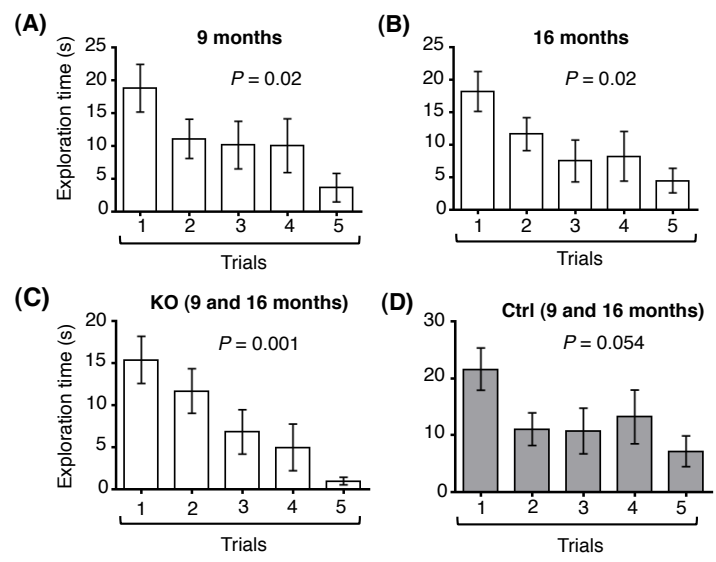 (A)
9 months
Exploration time (s)
25
20
15
10
5
0
P = 0.02
1 2 3 4 5
Trials
(B)
16 months
25
20
15
10
5
0
P = 0.02
1 2 3 4 5
Trials
(C)
KO (9 and 16 months)
Exploration time (s)
20
15
10
5
0
P = 0.001
1 2 3 4 5
Trials
(D)
Ctrl (9 and 16 months)
30
20
10
0
P = 0.054
1 2 3 4 5
Trials